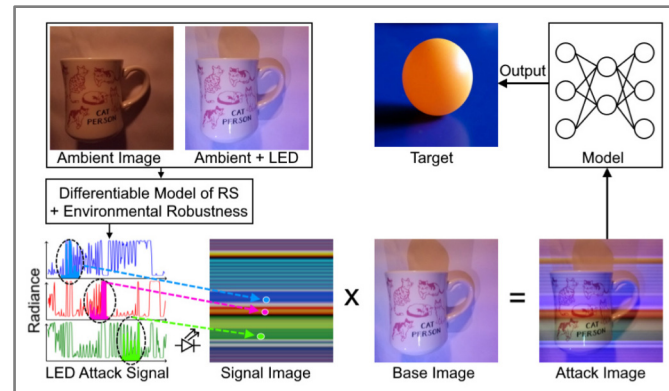 Ambient Image
Ambient + LED
Differentiable Model of RS
+ Environmental Robustness
Radiance
LED Attack Signal
Signal Image
X
CAT
PERSON
Base Image
=
CAT
PERSON
Attack Image
Target
Output
Model
CAT
PERSON
CAT
PERSON